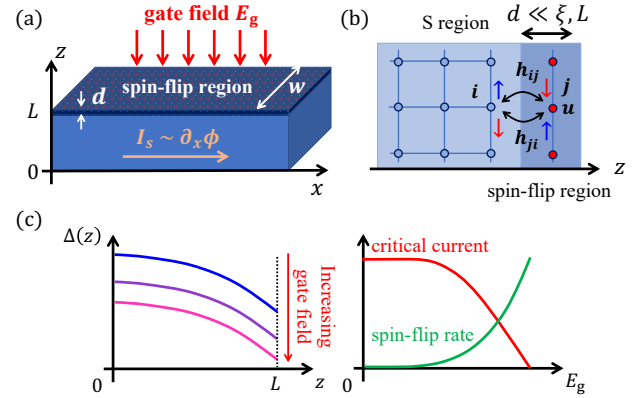 (a)
gate field E_g
z
spin-flip region
w
d
L
I_s ~ ∂_xϕ
0
x
(b)
S region
d ≪ ξ, L
h_ij
i
j
u
h_ji
z
spin-flip region
(c)
Δ(z)
Increasing
gate field
0
L
z
critical current
spin-flip rate
0
E_g